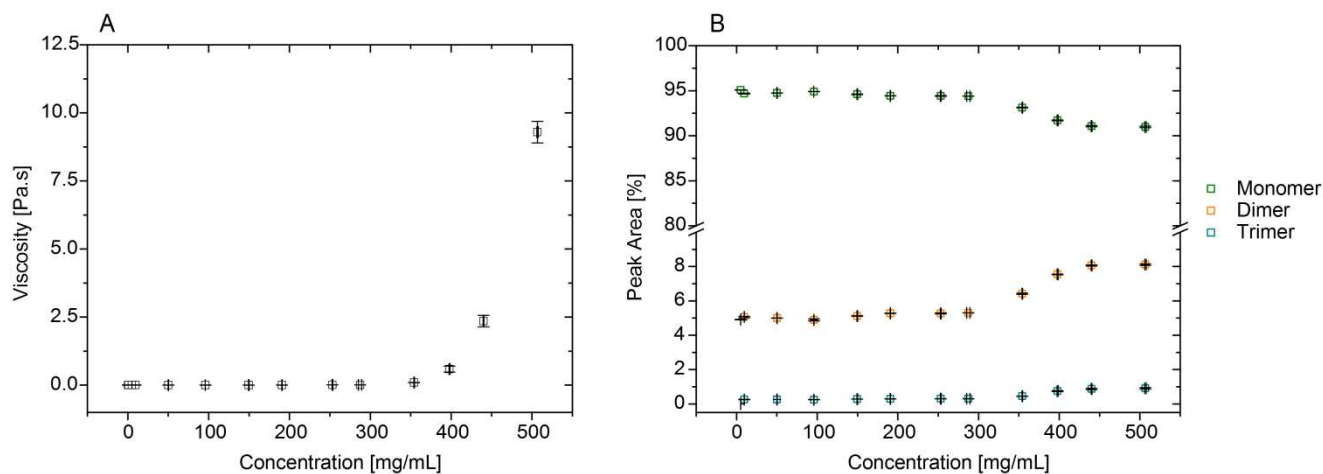 A
Viscosity [Pa.s]
12.5
10.0
7.5
5.0
2.5
0.0
0 100 200 300 400 500
Concentration [mg/mL]
B
Peak Area [%]
100
95
90
85
80
8
6
4
2
0
0 100 200 300 400 500
Concentration [mg/mL]
Monomer
Dimer
Trimer